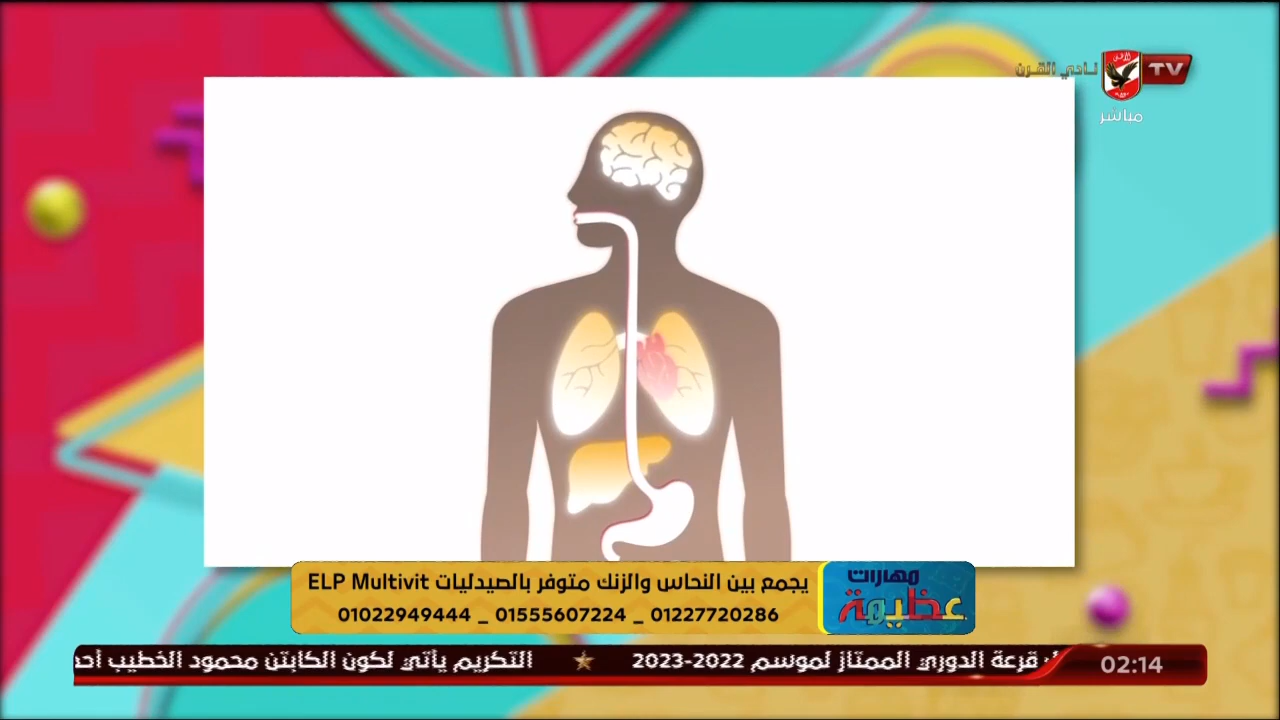 نادي القرن TV
مباشر
يجمع بين النحاس والزنك متوفر بالصيدليات ELP Multivit
01022949444 _ 01555607224 _ 01227720286
مهارات
عظيمة
قرعة الدوري الممتاز لموسم 2022-2023 ★ التكريم يأتي لكون الكابتن محمود الخطيب أحد
02:14